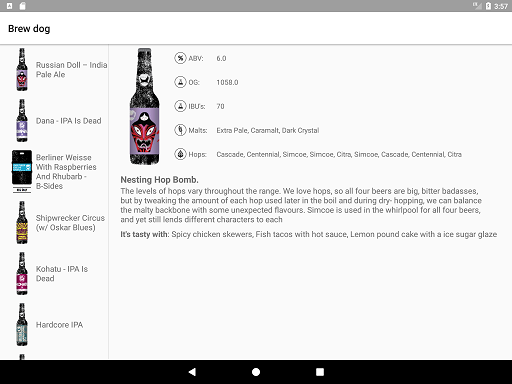 3:57
Brew dog
Russian Doll – India
Pale Ale
Dana - IPA Is Dead
Berliner Weisse
With Raspberries
And Rhubarb -
B-Sides
Shipwrecker Circus
(w/ Oskar Blues)
Kohatu - IPA Is
Dead
Hardcore IPA
ABV: 6.0
OG: 1058.0
IBU's: 70
Malts: Extra Pale, Caramalt, Dark Crystal
Hops: Cascade, Centennial, Simcoe, Simcoe, Citra, Simcoe, Cascade, Centennial, Citra
Nesting Hop Bomb.
The levels of hops vary throughout the range. We love hops, so all four beers are big, bitter badasses,
but by tweaking the amount of each hop used later in the boil and during dry- hopping, we can balance
the malty backbone with some unexpected flavours. Simcoe is used in the whirlpool for all four beers,
and yet still lends different characters to each
It's tasty with: Spicy chicken skewers, Fish tacos with hot sauce, Lemon pound cake with a ice sugar glaze